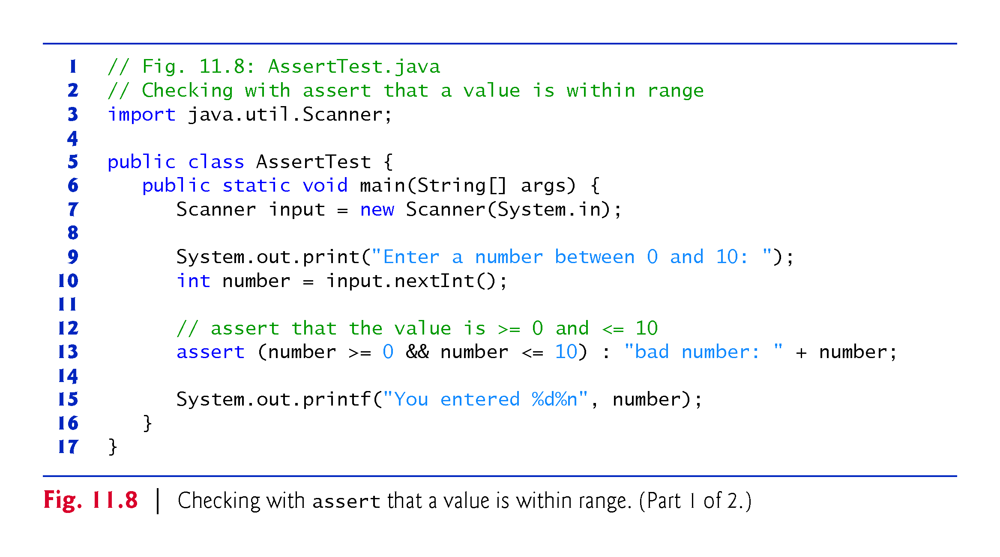 1 // Fig. 11.8: AssertTest.java
2 // Checking with assert that a value is within range
3 import java.util.Scanner;
4
5 public class AssertTest {
6    public static void main(String[] args) {
7       Scanner input = new Scanner(System.in);
8
9       System.out.print("Enter a number between 0 and 10: ");
10       int number = input.nextInt();
11
12       // assert that the value is >= 0 and <= 10
13       assert (number >= 0 && number <= 10) : "bad number: " + number;
14
15       System.out.printf("You entered %d%n", number);
16    }
17 }
Fig. 11.8 | Checking with assert that a value is within range. (Part 1 of 2.)